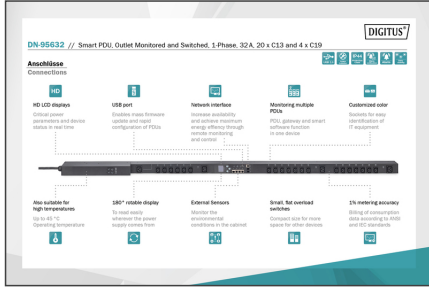 DIGITUS®
DN-95632 // Smart PDU, Outlet Monitored and Switched, 1-Phase, 32 A, 20 x C13 and 4 x C19
Anschlüsse
Connections
HD
HD LCD displays
Critical power
parameters and device
status in real time
USB port
Enables mass firmware
update and rapid
configuration of PDUs
Network interface
Increase availability
and achieve maximum
energy effiency through
remote monitoring
and control
Monitoring multiple
PDUs
PDU, gateway and smart
software function
in one device
Customized color
Sockets for easy
identification of
IT equipment
Also suitable for
high temperatures
Up to 45 °C
Operating temperature
180° rotable display
To read easily
wherever the power
supply comes from
External Sensors
Monitor the
environmental
conditions in the cabinet
Small, flat overload
switches
Compact size for more
space for other devices
1% metering accuracy
Billing of consumption
data according to ANSI
and IEC standards